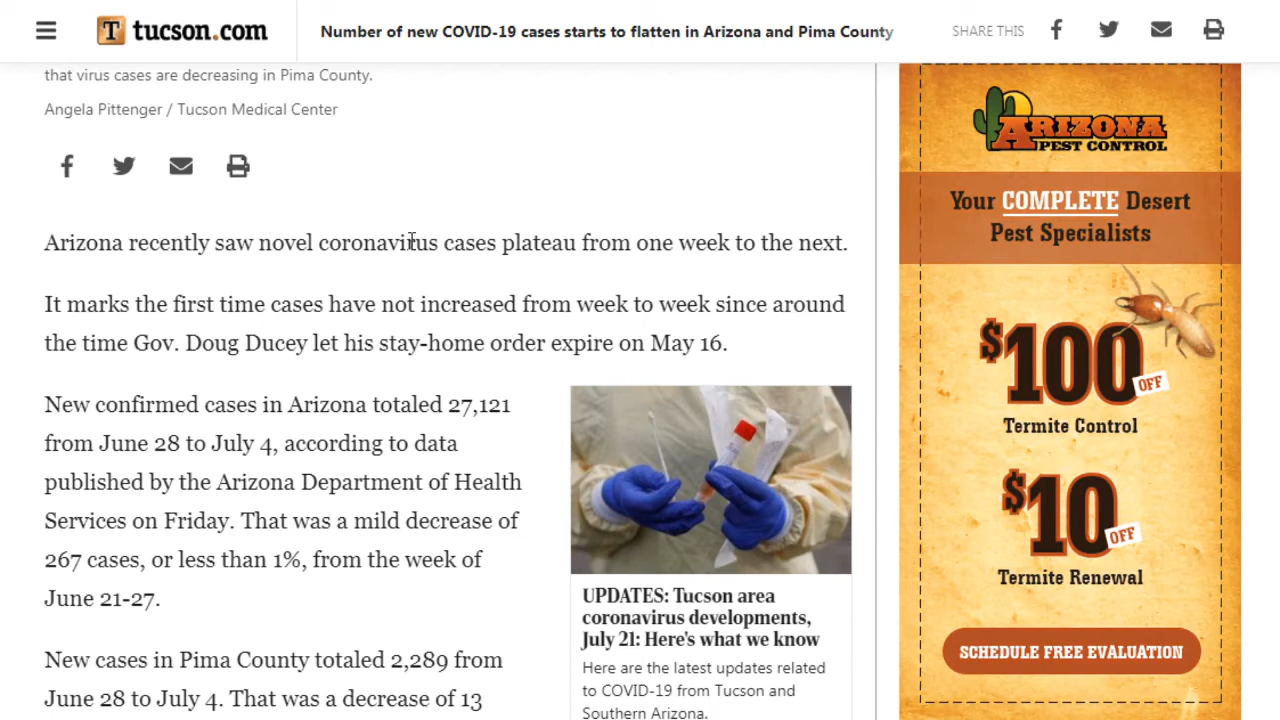 tucson.com
Number of new COVID-19 cases starts to flatten in Arizona and Pima County
SHARE THIS
that virus cases are decreasing in Pima County.
Angela Pittenger / Tucson Medical Center
Arizona recently saw novel coronavirus cases plateau from one week to the next.
It marks the first time cases have not increased from week to week since around
the time Gov. Doug Ducey let his stay-home order expire on May 16.
New confirmed cases in Arizona totaled 27,121
from June 28 to July 4, according to data
published by the Arizona Department of Health
Services on Friday. That was a mild decrease of
267 cases, or less than 1%, from the week of
June 21-27.
New cases in Pima County totaled 2,289 from
June 28 to July 4. That was a decrease of 13
UPDATES: Tucson area
coronavirus developments,
July 21: Here's what we know
Here are the latest updates related
to COVID-19 from Tucson and
Southern Arizona.
ARIZONA
PEST CONTROL
Your COMPLETE Desert
Pest Specialists
$100 OFF
Termite Control
$10 OFF
Termite Renewal
SCHEDULE FREE EVALUATION